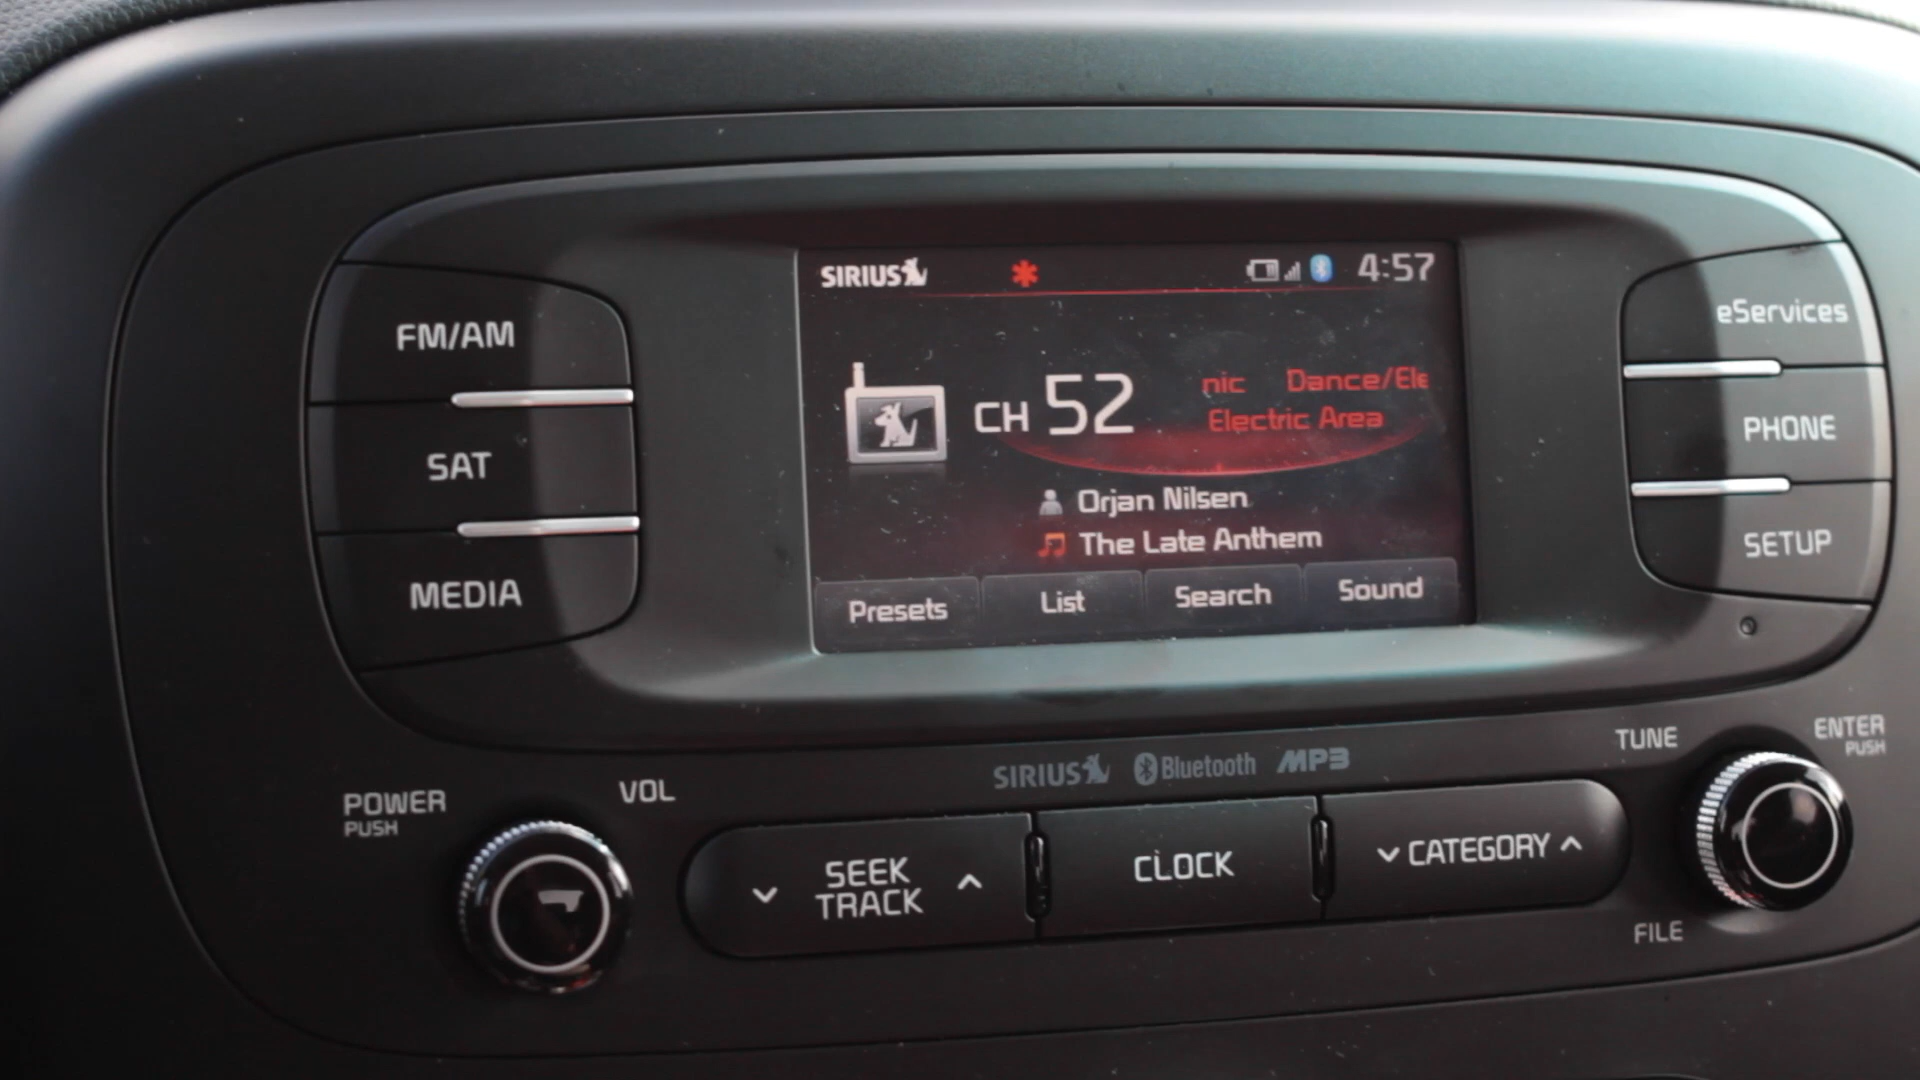 SIRIUS
4:57
CH 52
nic Dance/Ele
Electric Area
Orjan Nilsen
The Late Anthem
Presets
List
Search
Sound
FM/AM
SAT
MEDIA
eServices
PHONE
SETUP
SIRIUS
Bluetooth
MP3
POWER
PUSH
VOL
SEEK
TRACK
CLOCK
CATEGORY
TUNE
FILE
ENTER
PUSH